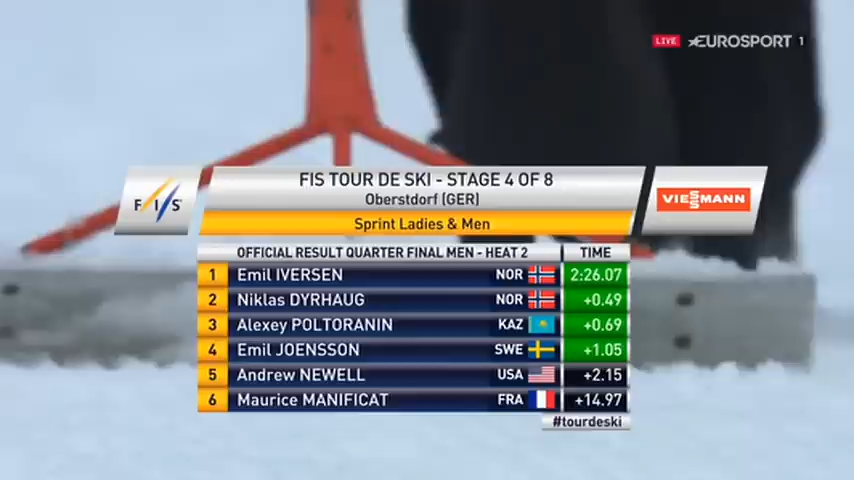 LIVE EUROSPORT 1
FIS TOUR DE SKI - STAGE 4 OF 8
FIS
Oberstdorf (GER)
VIESSMANN
Sprint Ladies & Men
OFFICIAL RESULT QUARTER FINAL MEN - HEAT 2 TIME
1 Emil IVERSEN NOR 2:26.07
2 Niklas DYRHAUG NOR +0.49
3 Alexey POLTORANIN KAZ +0.69
4 Emil JOENSSON SWE +1.05
5 Andrew NEWELL USA +2.15
6 Maurice MANIFICAT FRA +14.97
#tourdeski